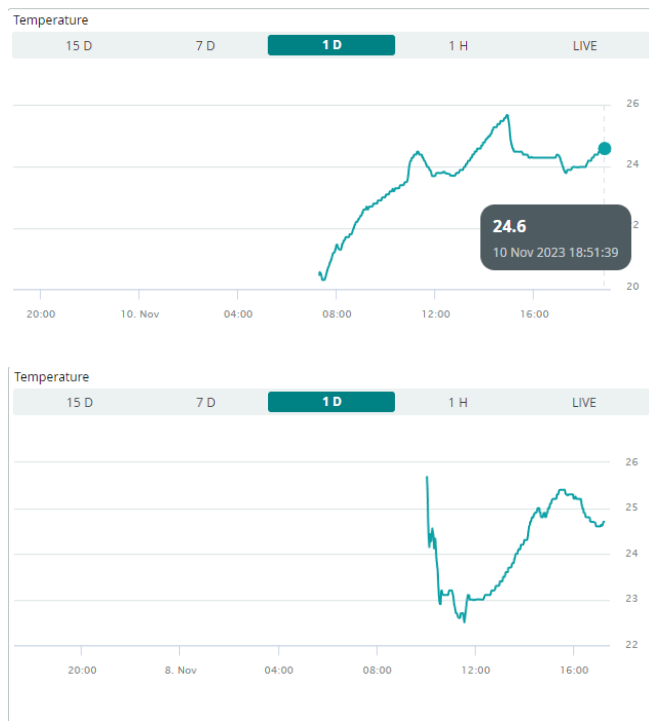 Temperature
15 D 7 D 1 D 1 H LIVE
26
24
24.6
10 Nov 2023 18:51:39
2
20
20:00 10. Nov 04:00 08:00 12:00 16:00
Temperature
15 D 7 D 1 D 1 H LIVE
26
25
24
23
22
20:00 8. Nov 04:00 08:00 12:00 16:00